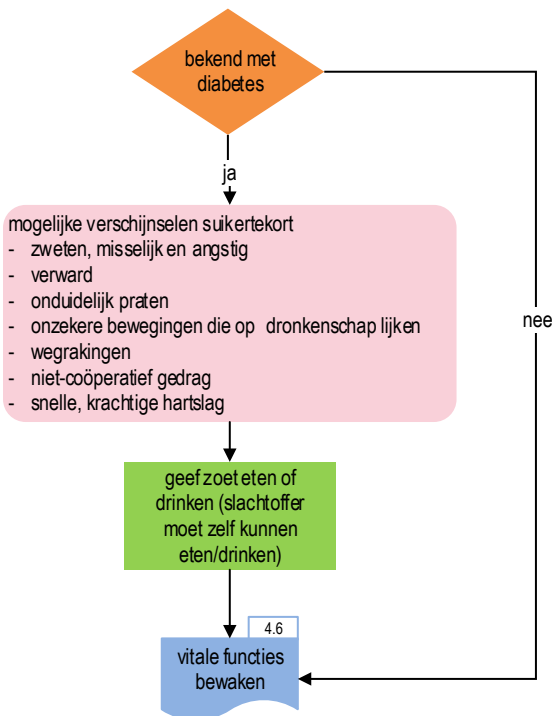 bekend met
diabetes
ja
mogelijke verschijnselen suikertekort
- zweten, misselijk en angstig
- verward
- onduidelijk praten
- onzekere bewegingen die op dronkenschap lijken
- wegrakingen
- niet-coöperatief gedrag
- snelle, krachtige hartslag
nee
geef zoet eten of
drinken (slachtoffer
moet zelf kunnen
eten/drinken)
4.6
vitale functies
bewaken